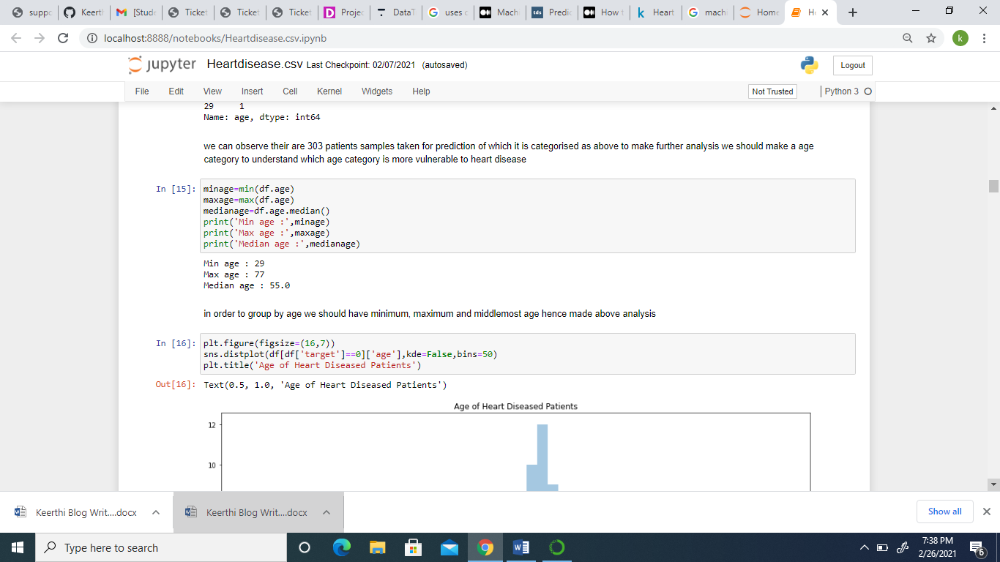 suppo
Keerth
[Stude
Ticket
Ticket
Ticket
Projec
DataT
uses o
Machi
tds Predic
How t
k Heart
mach
Home
He
localhost:8888/notebooks/Heartdisease.csv.ipynb
k
jupyter Heartdisease.csv Last Checkpoint: 02/07/2021 (autosaved)
Logout
File Edit View Insert Cell Kernel Widgets Help
Not Trusted
Python 3
29 1
Name: age, dtype: int64
we can observe their are 303 patients samples taken for prediction of which it is categorised as above to make further analysis we should make a age
category to understand which age category is more vulnerable to heart disease
In [15]: minage=min(df.age)
maxage=max(df.age)
medianage=df.age.median()
print('Min age :',minage)
print('Max age :',maxage)
print('Median age :',medianage)
Min age : 29
Max age : 77
Median age : 55.0
in order to group by age we should have minimum, maximum and middlemost age hence made above analysis
In [16]: plt.figure(figsize=(16,7))
sns.distplot(df[df['target']==0]['age'],kde=False,bins=50)
plt.title('Age of Heart Diseased Patients')
Out[16]: Text(0.5, 1.0, 'Age of Heart Diseased Patients')
Age of Heart Diseased Patients
12
10
Keerthi Blog Writ....docx
Keerthi Blog Writ....docx
Show all
Type here to search
7:38 PM
2/26/2021
6